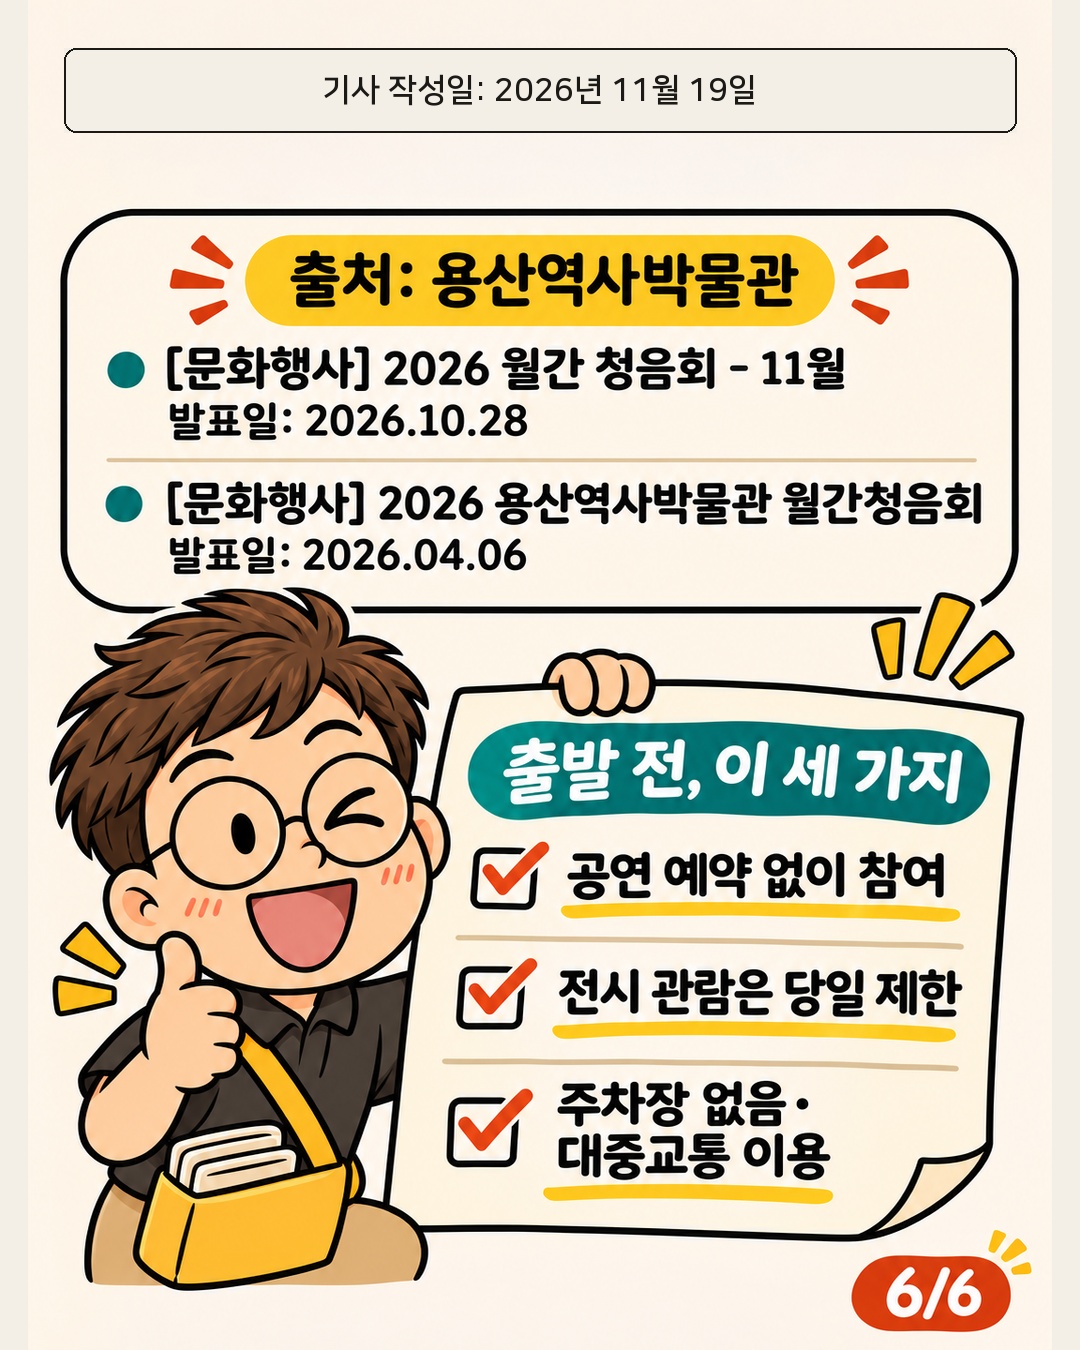 기사 작성일: 2026년 11월 19일
출처: 용산역사박물관
[문화행사] 2026 월간 청음회 - 11월
발표일: 2026.10.28
[문화행사] 2026 용산역사박물관 월간청음회
발표일: 2026.04.06
출발 전, 이 세 가지
공연 예약 없이 참여
전시 관람은 당일 제한
주차장 없음·
대중교통 이용
6/6